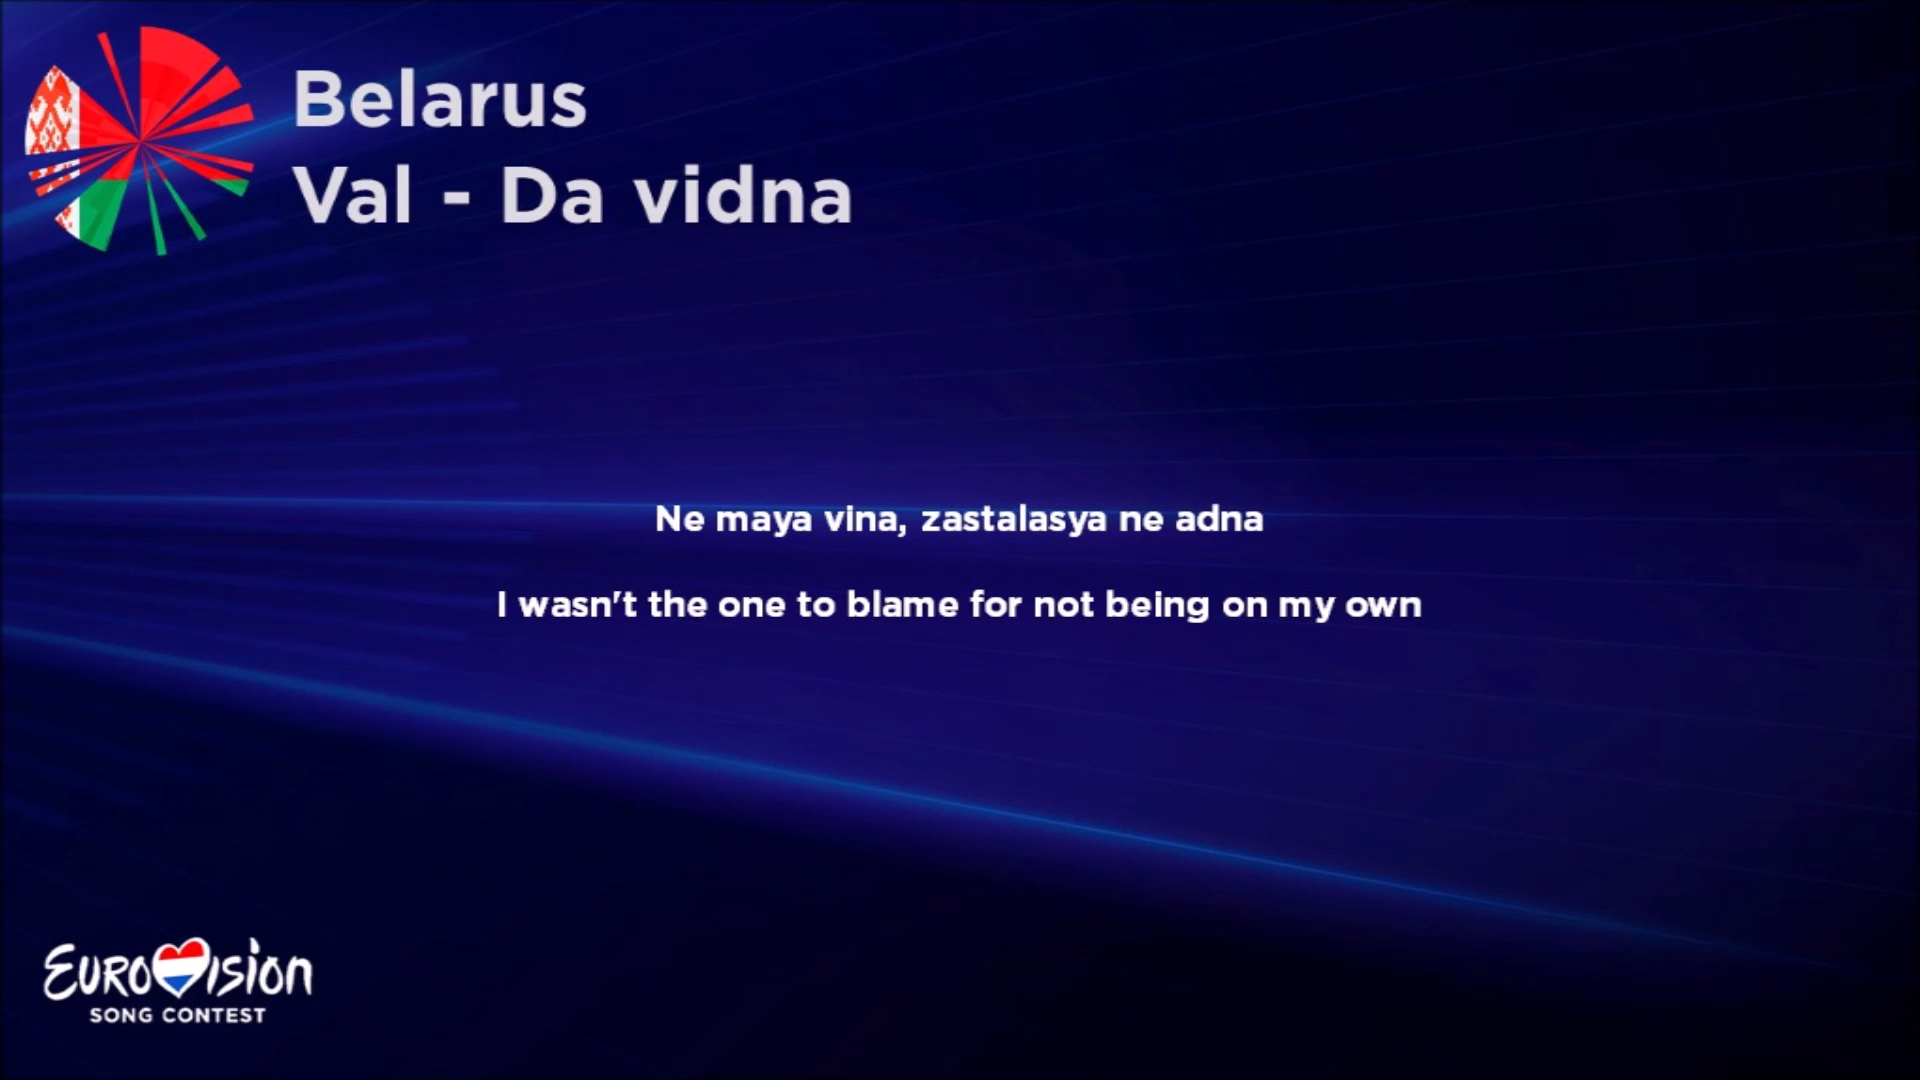 Belarus
Val - Da vidna
Ne maya vina, zastalasya ne adna
I wasn't the one to blame for not being on my own
EUROVISION
SONG CONTEST